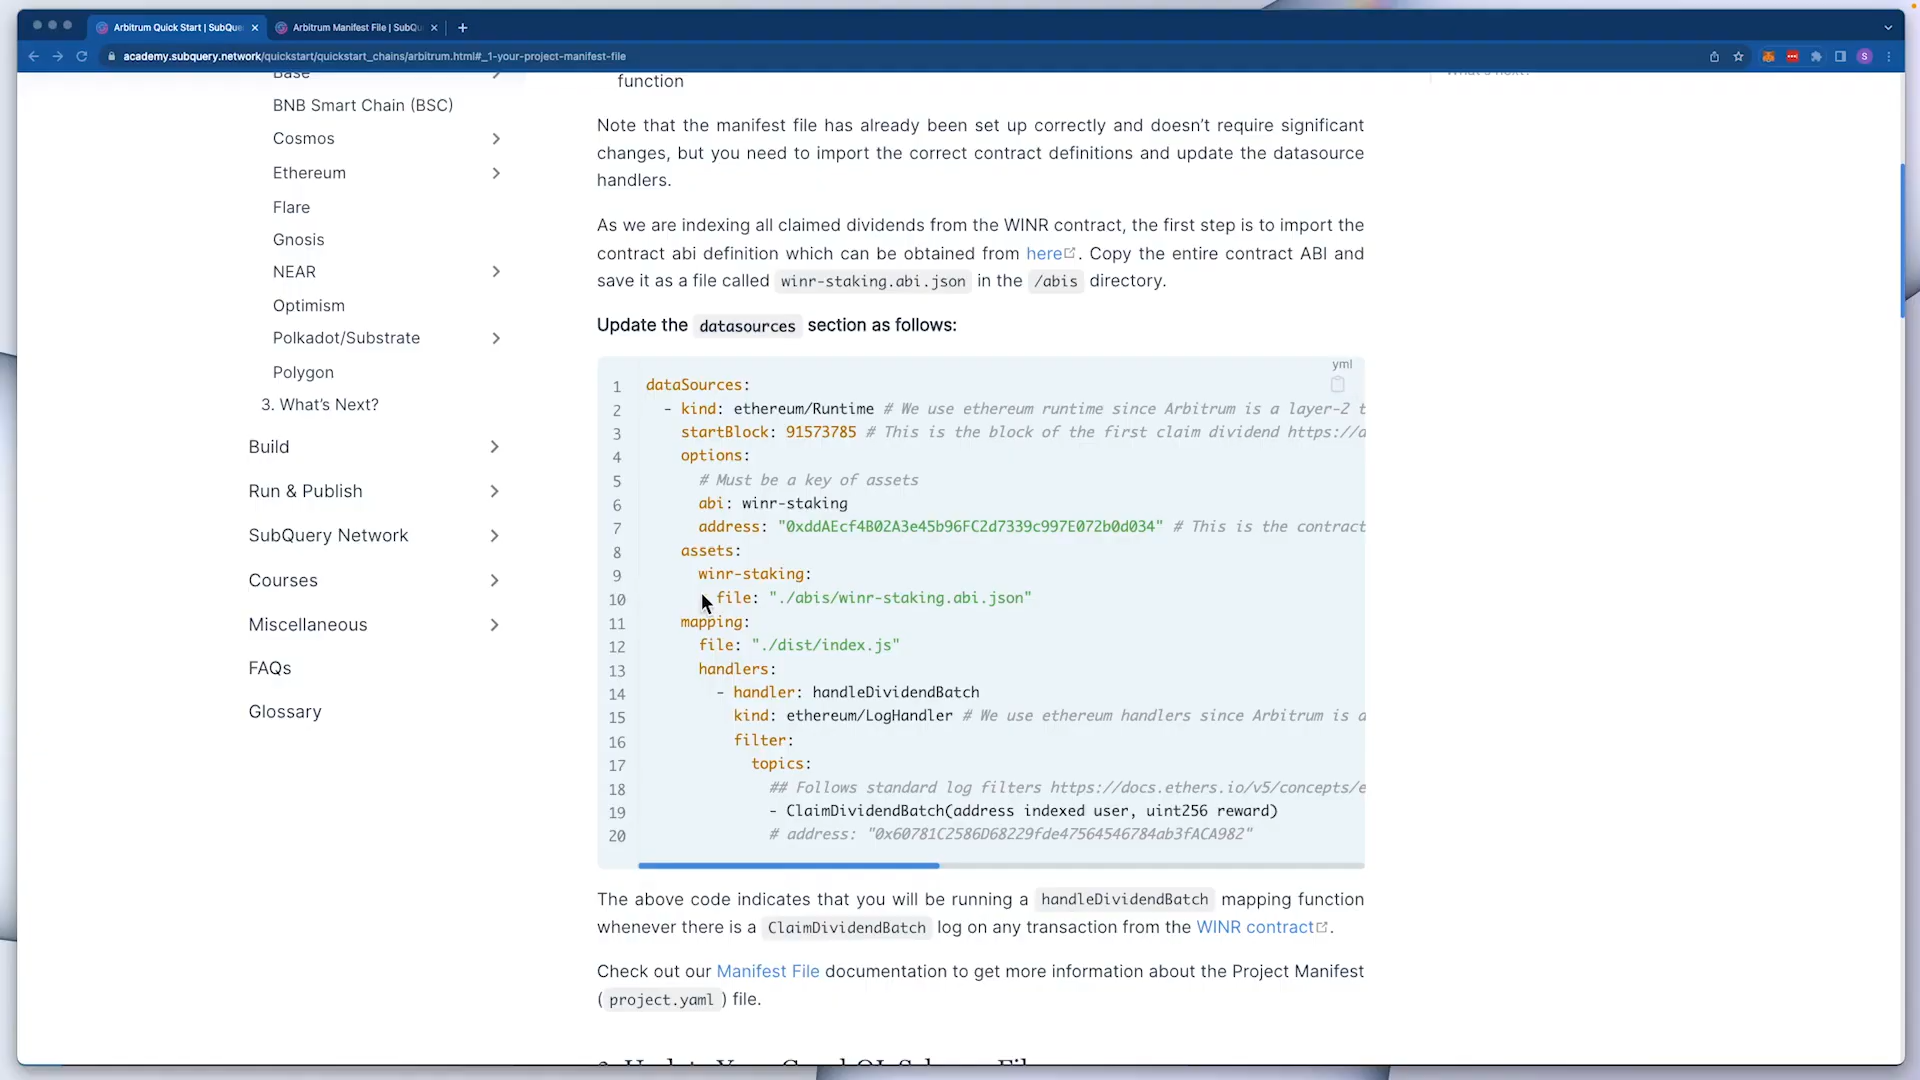 Arbitrum Quick Start | SubQue
Arbitrum Manifest File | SubQu
academy.subquery.network/quickstart/quickstart_chains/arbitrum.html#_1-your-project-manifest-file
S
Base
BNB Smart Chain (BSC)
Cosmos
Ethereum
Flare
Gnosis
NEAR
Optimism
Polkadot/Substrate
Polygon
3. What's Next?
Build
Run & Publish
SubQuery Network
Courses
Miscellaneous
FAQs
Glossary
function
Note that the manifest file has already been set up correctly and doesn't require significant
changes, but you need to import the correct contract definitions and update the datasource
handlers.
As we are indexing all claimed dividends from the WINR contract, the first step is to import the
contract abi definition which can be obtained from here. Copy the entire contract ABI and
save it as a file called winr-staking.abi.json in the /abis directory.
Update the datasources section as follows:
yml
1 dataSources:
2 - kind: ethereum/Runtime # We use ethereum runtime since Arbitrum is a layer-2 t
3 startBlock: 91573785 # This is the block of the first claim dividend https://a
4 options:
5 # Must be a key of assets
6 abi: winr-staking
7 address: "0xddAEcf4B02A3e45b96FC2d7339c997E072b0d034" # This is the contract
8 assets:
9 winr-staking:
10 file: "./abis/winr-staking.abi.json"
11 mapping:
12 file: "./dist/index.js"
13 handlers:
14 - handler: handleDividendBatch
15 kind: ethereum/LogHandler # We use ethereum handlers since Arbitrum is a
16 filter:
17 topics:
18 ## Follows standard log filters https://docs.ethers.io/v5/concepts/e
19 - ClaimDividendBatch(address indexed user, uint256 reward)
20 # address: "0x60781C2586D68229fde47564546784ab3fACA982"
The above code indicates that you will be running a handleDividendBatch mapping function
whenever there is a ClaimDividendBatch log on any transaction from the WINR contract.
Check out our Manifest File documentation to get more information about the Project Manifest
(project.yaml) file.
2. Update Your GraphQL Schema File
What's next?